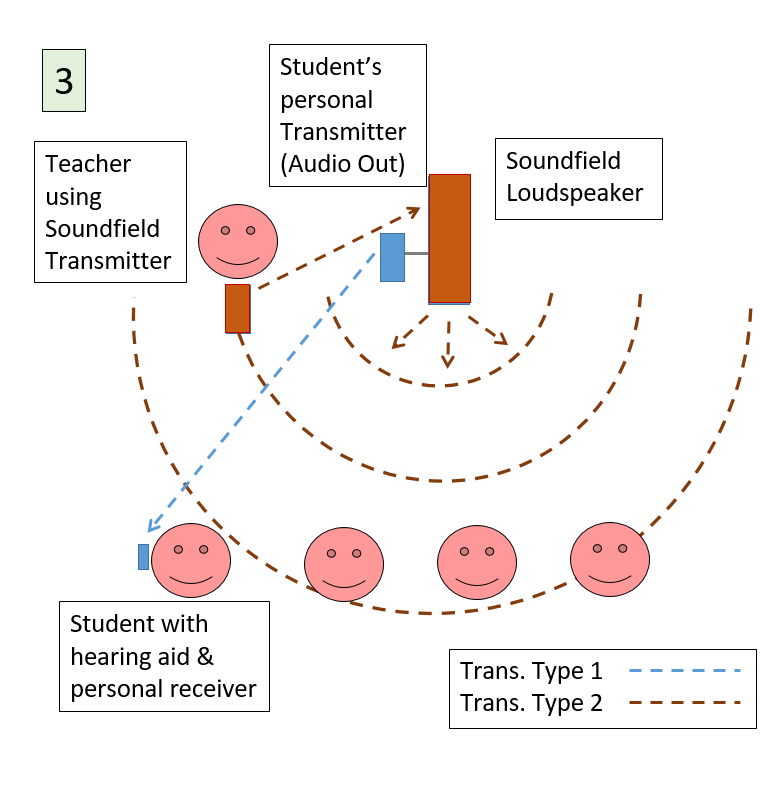 3
Student’s
personal
Transmitter
(Audio Out)
Teacher
using
Soundfield
Transmitter
Soundfield
Loudspeaker
Student with
hearing aid &
personal receiver
Trans. Type 1
Trans. Type 2